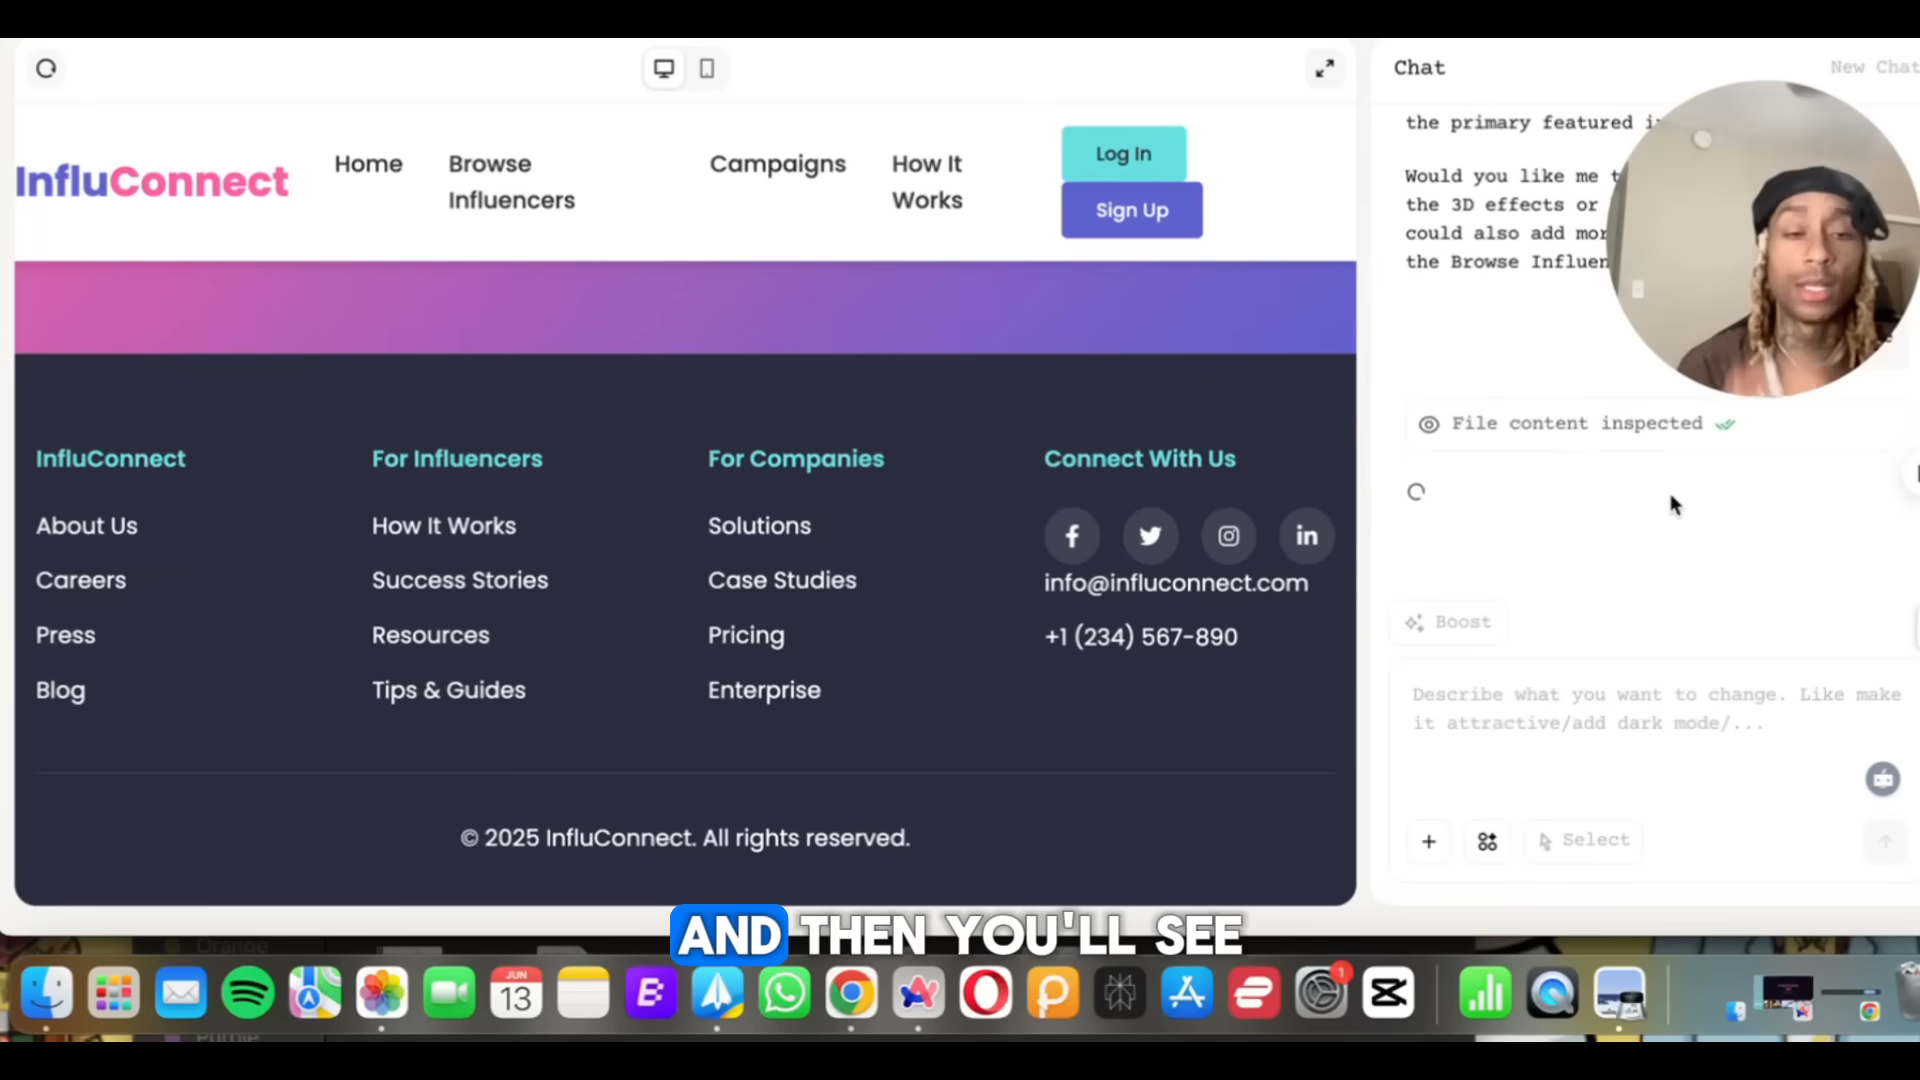 Chat
New Chat
the primary featured
Would you like me
the 3D effects or
could also add
the Browse
InfluConnect
Home
Browse
Influencers
Campaigns
How It
Works
Log In
Sign Up
InfluConnect
About Us
Careers
Press
Blog
For Influencers
How It Works
Success Stories
Resources
Tips & Guides
For Companies
Solutions
Case Studies
Pricing
Enterprise
Connect With Us
info@influconnect.com
+1 (234) 567-890
© 2025 InfluConnect. All rights reserved.
File content inspected
Boost
Describe what you want to change. Like make
it attractive/add dark mode/...
Select
AND THEN YOU'LL SEE
Orange
JUN
13
1